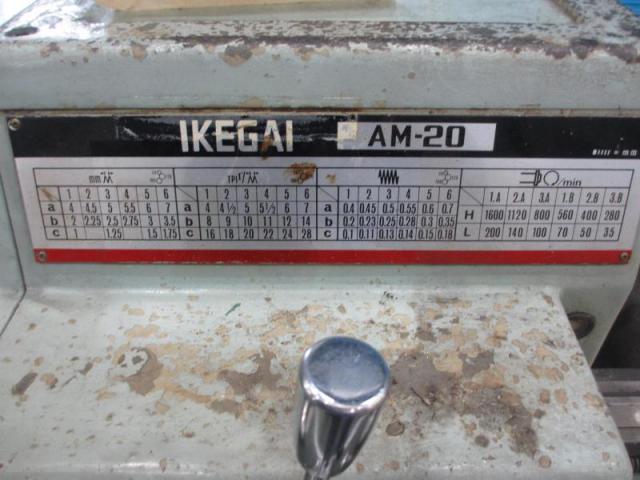 IKEGAI AM-20
mm TPI /min
1 2 3 4 5 6 1 2 3 4 5 6 1 2 3 4 5 6 1.A 2.A 3.A 1.B 2.B 3.B
a 4 4.5 5 5.5 6 7 a 4 4½ 5 5½ 6 7 a 0.4 0.45 0.5 0.55 0.6 0.7 H 1600 1120 800 560 400 280
b 2 2.25 2.5 2.75 3 3.5 b 8 9 10 11 12 14 b 0.2 0.23 0.25 0.28 0.3 0.35
c 1 1.25 1.5 1.75 c 16 18 20 22 24 28 c 0.1 0.11 0.13 0.14 0.15 0.18 L 200 140 100 70 50 35